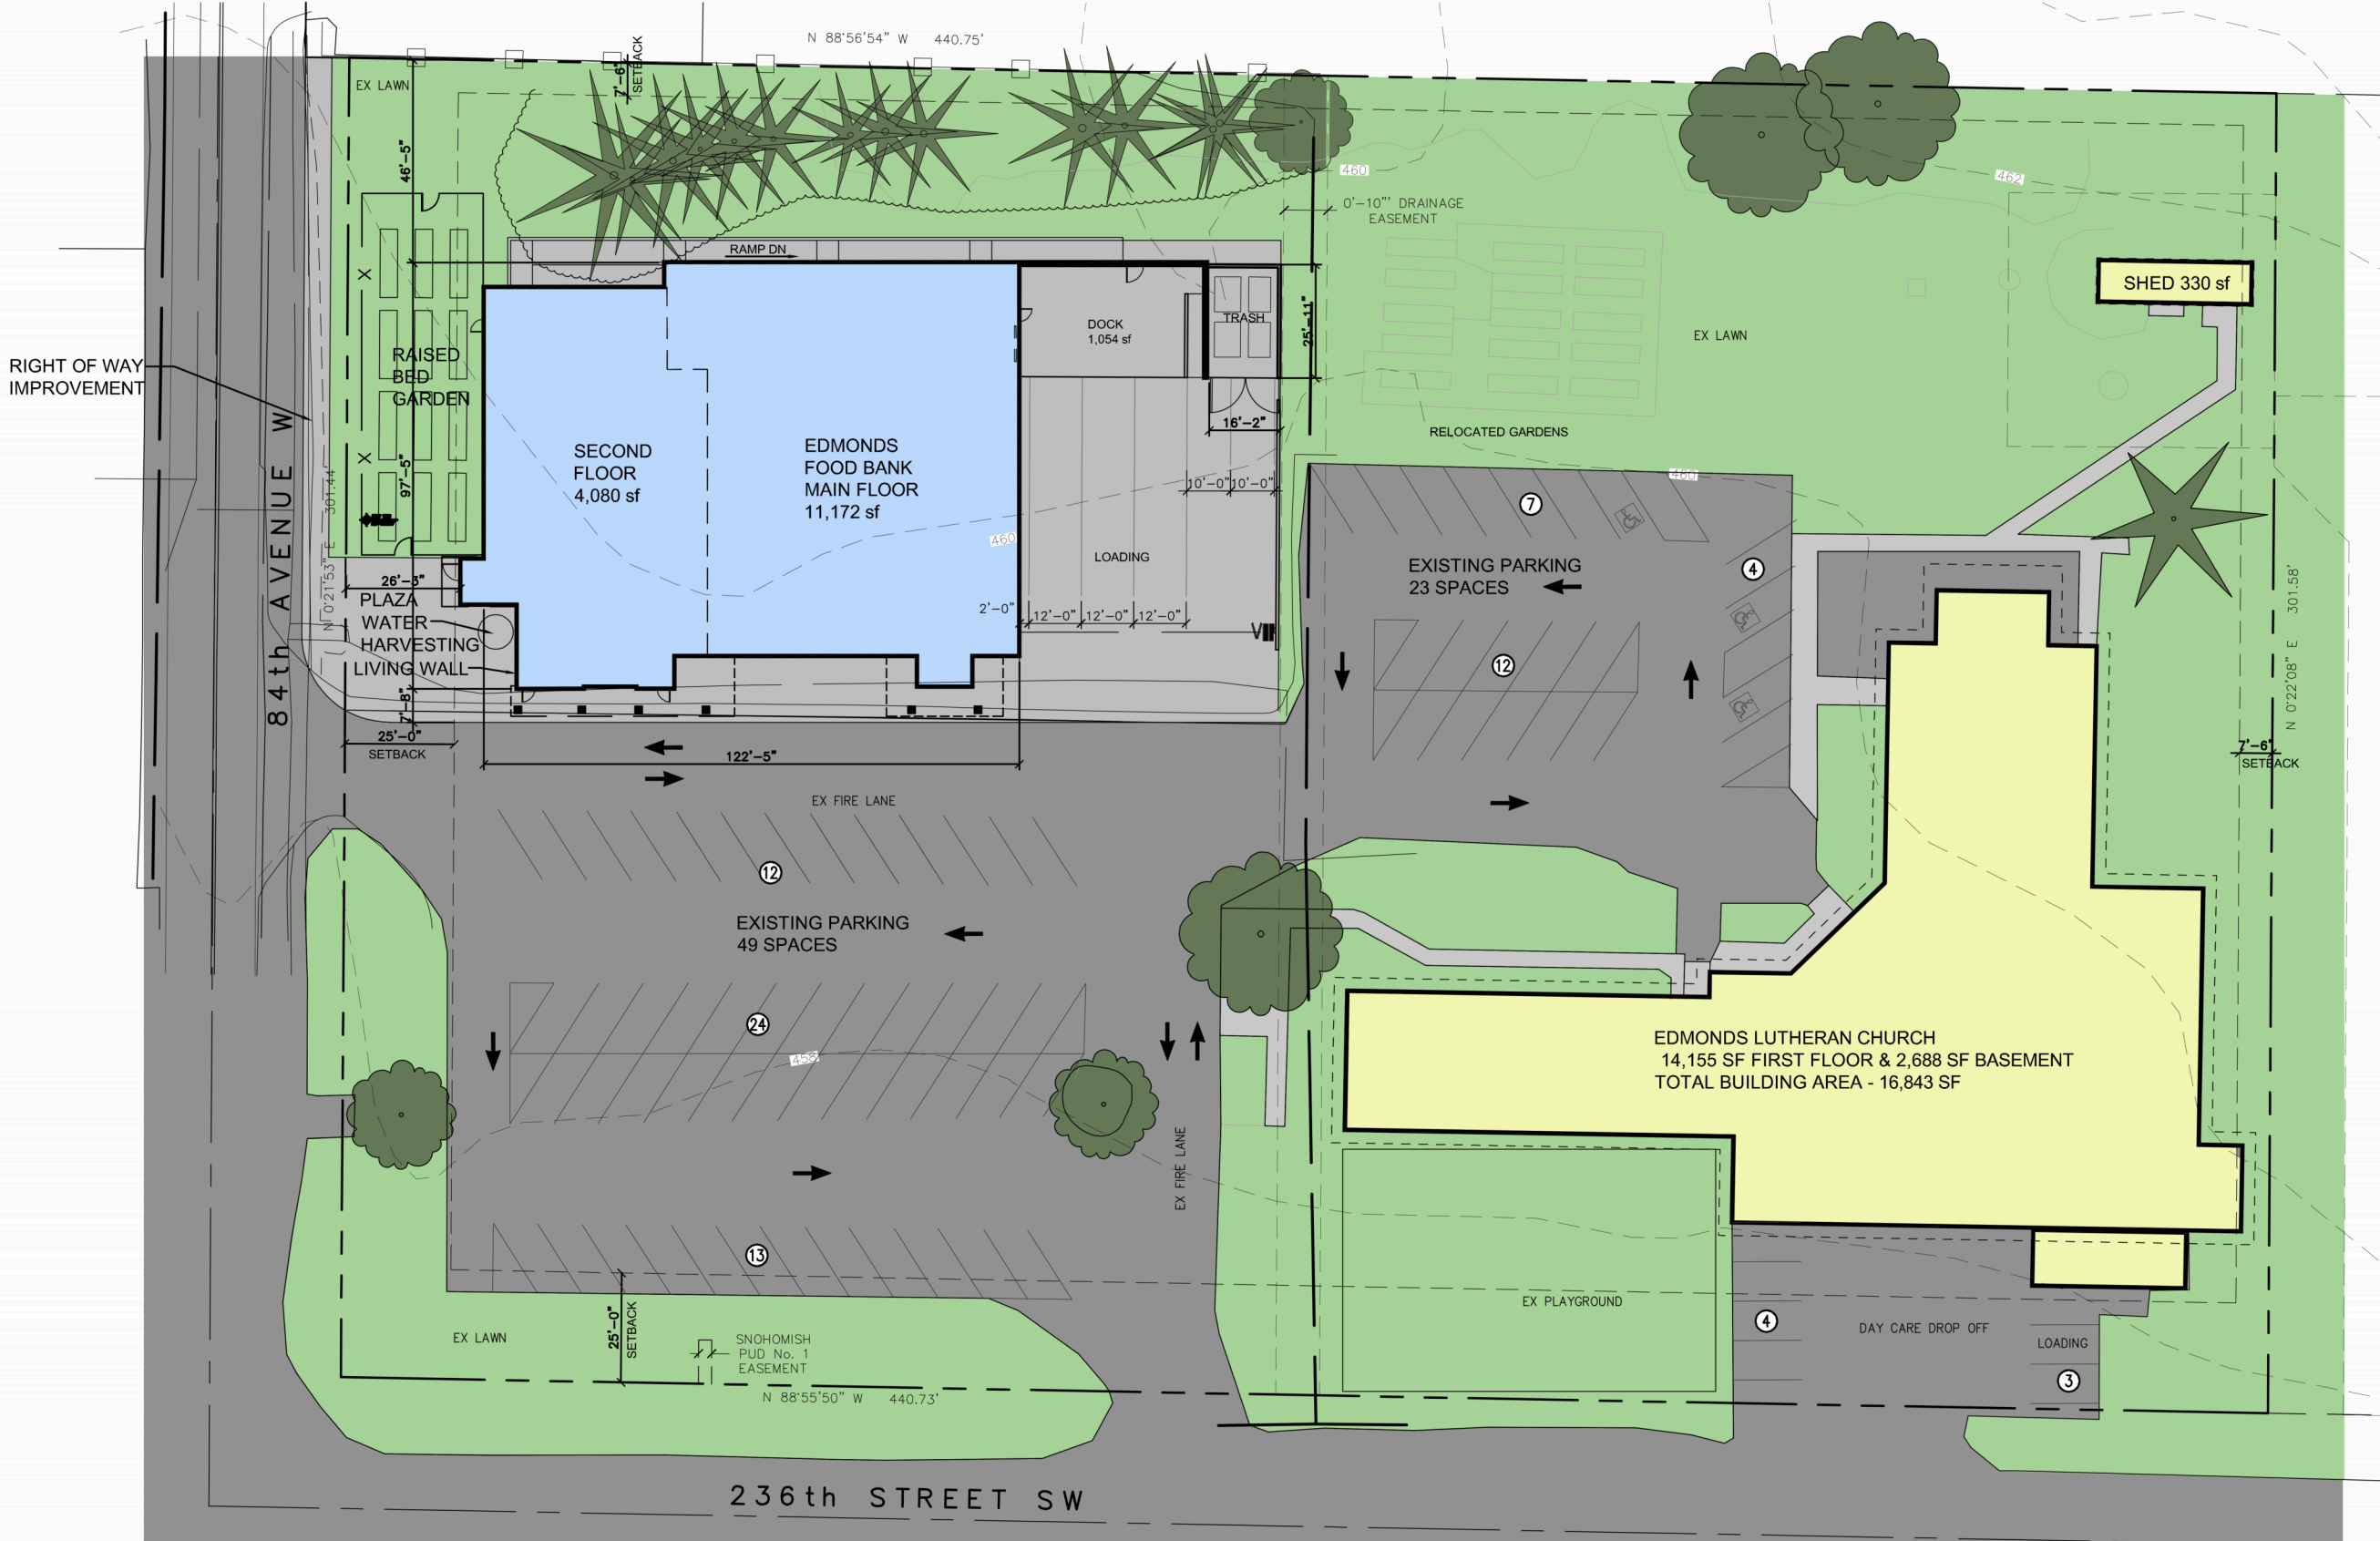 N 88°56'54" W 440.75'
7'-6"
SETBACK
EX LAWN
46'-5"
460
462
0'-10"' DRAINAGE
EASEMENT
RAMP DN
SHED 330 sf
DOCK
1,054 sf
TRASH
25'-11"
EX LAWN
RIGHT OF WAY
IMPROVEMENT
RAISED
BED
GARDEN
X
X
97'-5"
SECOND
FLOOR
4,080 sf
EDMONDS
FOOD BANK
MAIN FLOOR
11,172 sf
16'-2"
RELOCATED GARDENS
10'-0"
10'-0"
460
7
84th AVENUE W
N 0°21'53" E 301.44'
460
LOADING
EXISTING PARKING
23 SPACES
4
26'-3"
PLAZA
WATER
HARVESTING
LIVING WALL
2'-0"
12'-0"
12'-0"
12'-0"
12
N 0°22'08" E 301.58'
7'-8"
25'-0"
SETBACK
122'-5"
7'-6"
SETBACK
EX FIRE LANE
12
EXISTING PARKING
49 SPACES
24
458
EDMONDS LUTHERAN CHURCH
14,155 SF FIRST FLOOR & 2,688 SF BASEMENT
TOTAL BUILDING AREA - 16,843 SF
EX FIRE LANE
13
25'-0"
SETBACK
EX LAWN
SNOHOMISH
PUD No. 1
EASEMENT
EX PLAYGROUND
4
DAY CARE DROP OFF
LOADING
3
N 88°55'50" W 440.73'
236th STREET SW